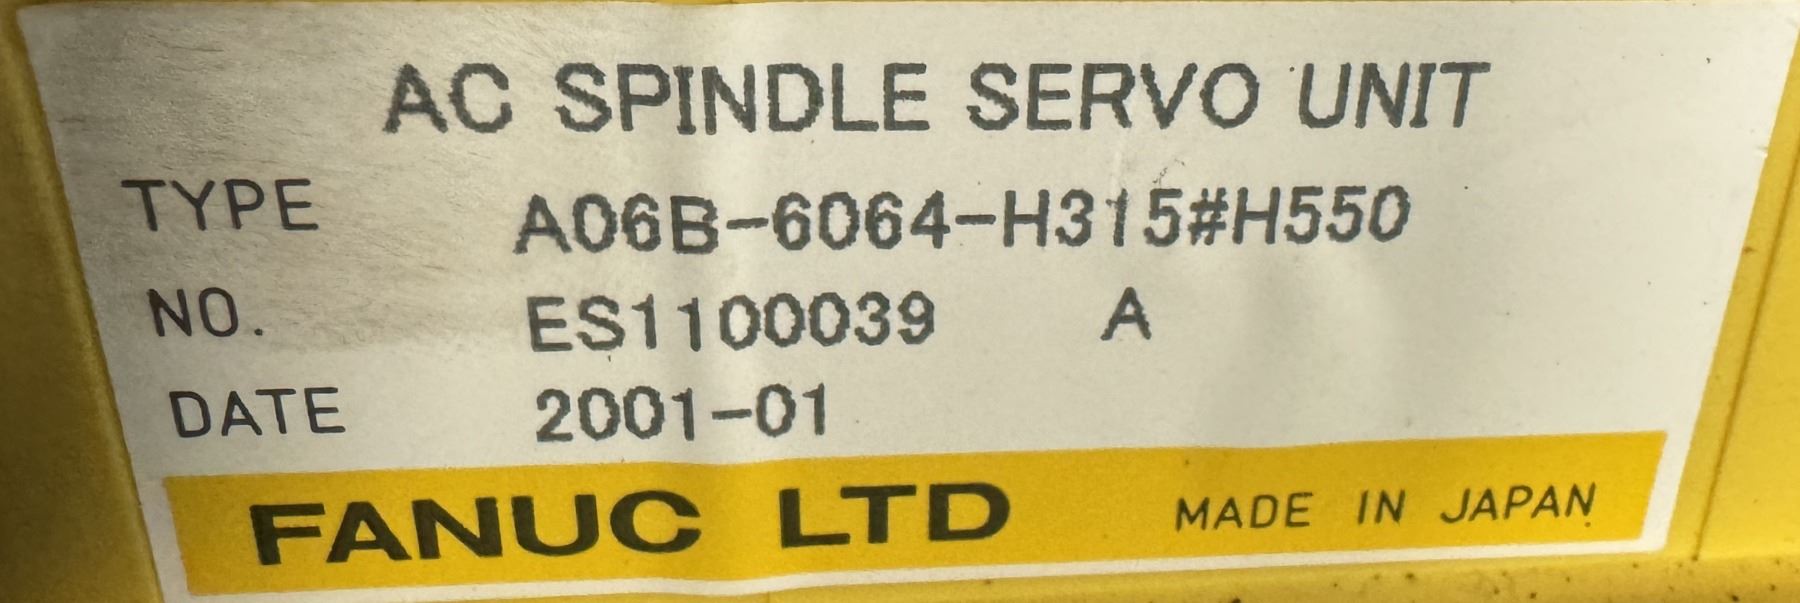 AC SPINDLE SERVO UNIT
TYPE A06B-6064-H315#H550
NO. ES1100039 A
DATE 2001-01
FANUC LTD MADE IN JAPAN